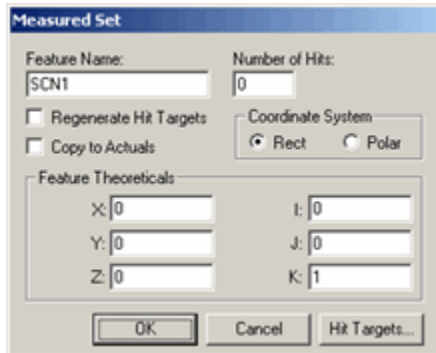 Measured Set
Feature Name: Number of Hits:
SCN1 0
Regenerate Hit Targets Coordinate System
Copy to Actuals Rect Polar
Feature Theoreticals
X: 0 I: 0
Y: 0 J: 0
Z: 0 K: 1
OK Cancel Hit Targets...